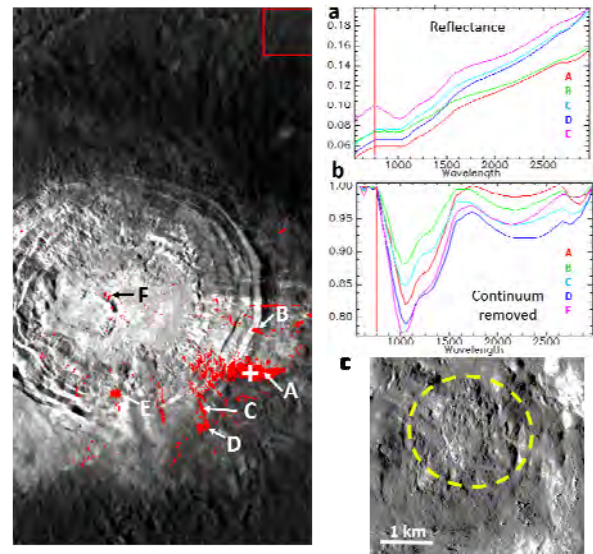 F
B
A
E
C
D
a
Reflectance
0.18
0.16
0.14
0.12
0.10
0.08
0.06
A
B
C
D
E
1000 1500 2000 2500
Wavelength
b
1.00
0.95
0.90
0.85
0.80
A
B
C
D
E
Continuum
removed
1000 1500 2000 2500
Wavelength
c
1 km